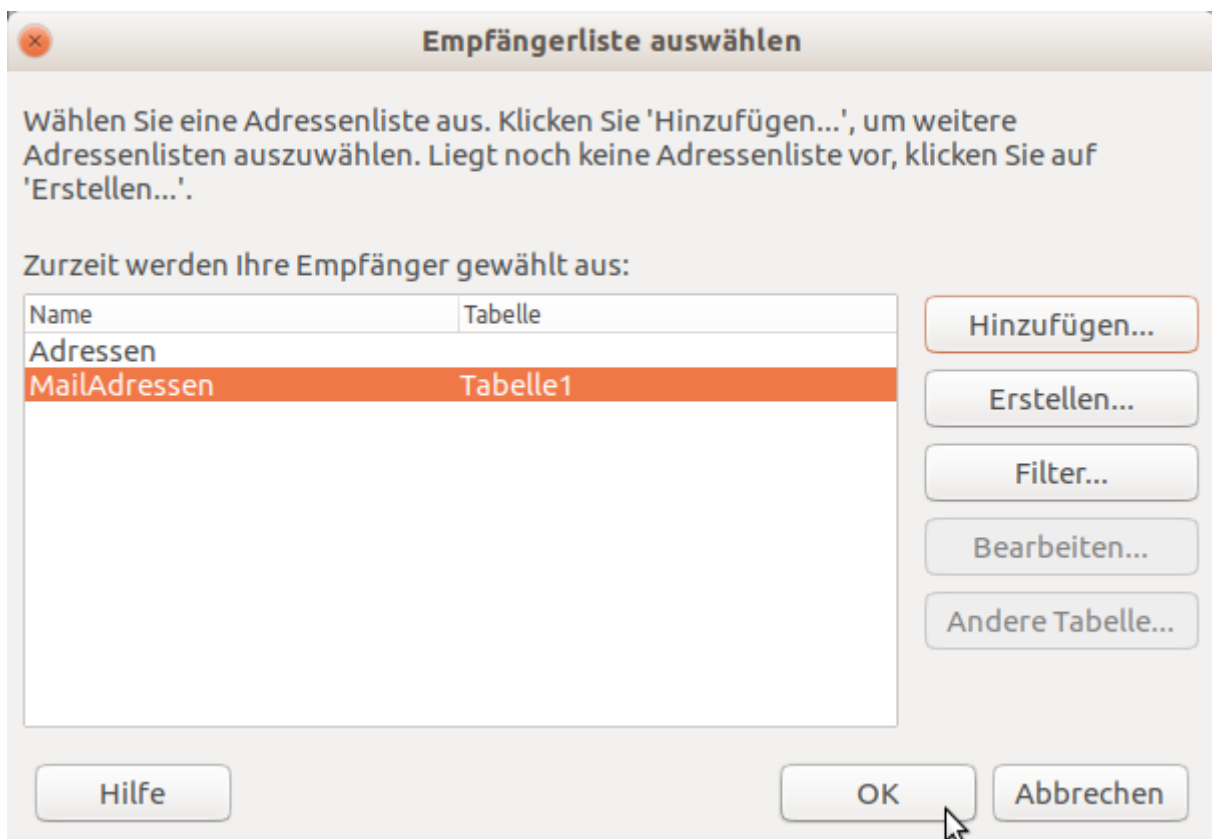 Empfängerliste auswählen
Wählen Sie eine Adressenliste aus. Klicken Sie 'Hinzufügen...', um weitere
Adressenlisten auszuwählen. Liegt noch keine Adressenliste vor, klicken Sie auf
'Erstellen...'.
Zurzeit werden Ihre Empfänger gewählt aus:
Name Tabelle
Adressen
MailAdressen Tabelle1
Hinzufügen...
Erstellen...
Filter...
Bearbeiten...
Andere Tabelle...
Hilfe OK Abbrechen